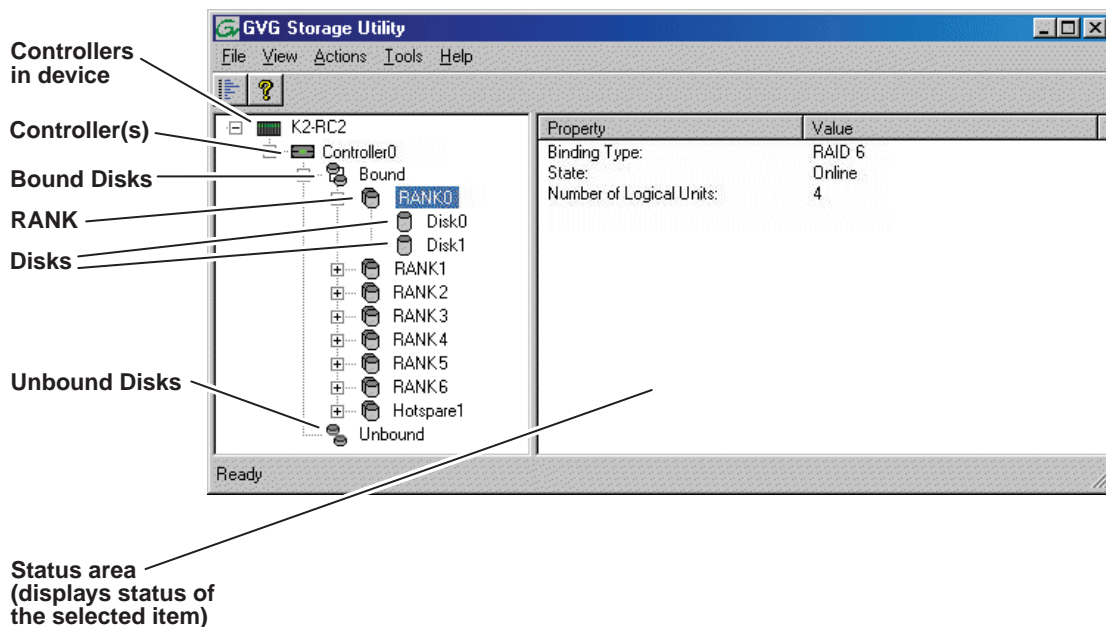 GVG Storage Utility
File View Actions Tools Help
Controllers
in device
Controller(s)
Bound Disks
RANK
Disks
Unbound Disks
K2-RC2
Controller0
Bound
RANK0
Disk0
Disk1
RANK1
RANK2
RANK3
RANK4
RANK5
RANK6
Hotspare1
Unbound
Property Value
Binding Type: RAID 6
State: Online
Number of Logical Units: 4
Ready
Status area
(displays status of
the selected item)